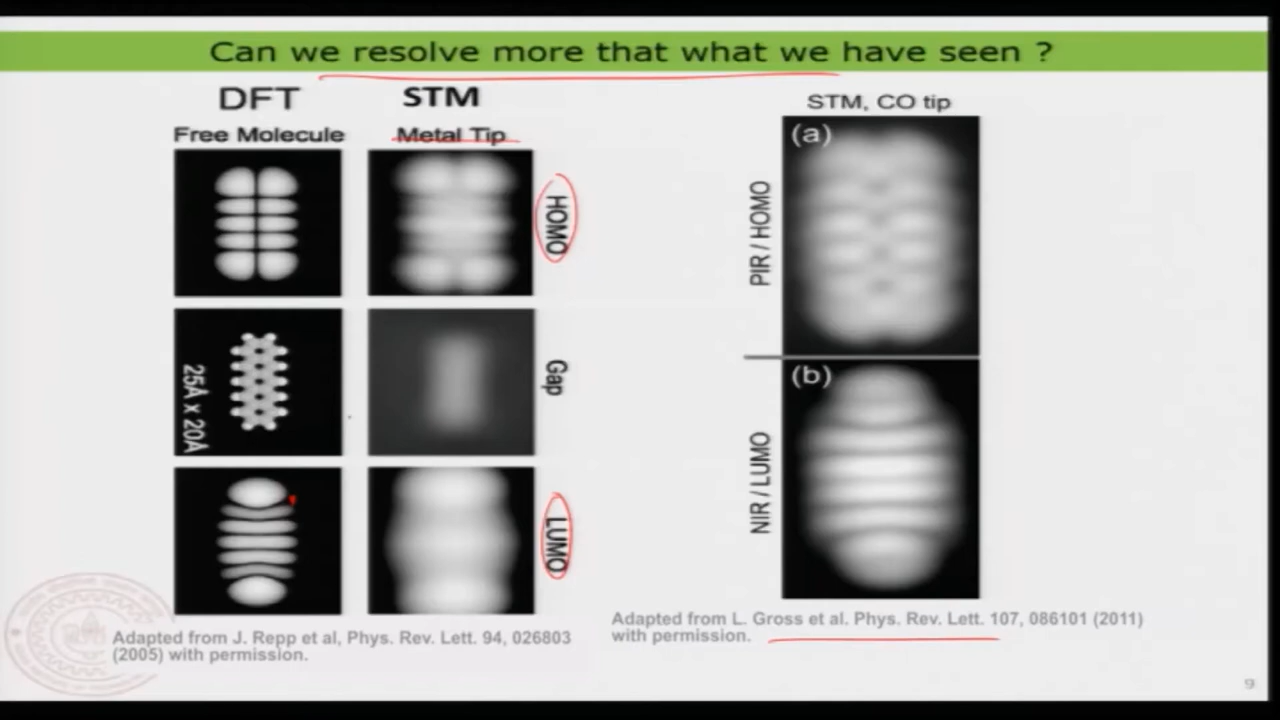 Can we resolve more that what we have seen ?
DFT
STM
Free Molecule
Metal Tip
HOMO
25Å x 20Å
Gap
LUMO
Adapted from J. Repp et al, Phys. Rev. Lett. 94, 026803
(2005) with permission.
STM, CO tip
(a)
PIR / HOMO
(b)
NIR / LUMO
Adapted from L. Gross et al. Phys. Rev. Lett. 107, 086101 (2011)
with permission.
9